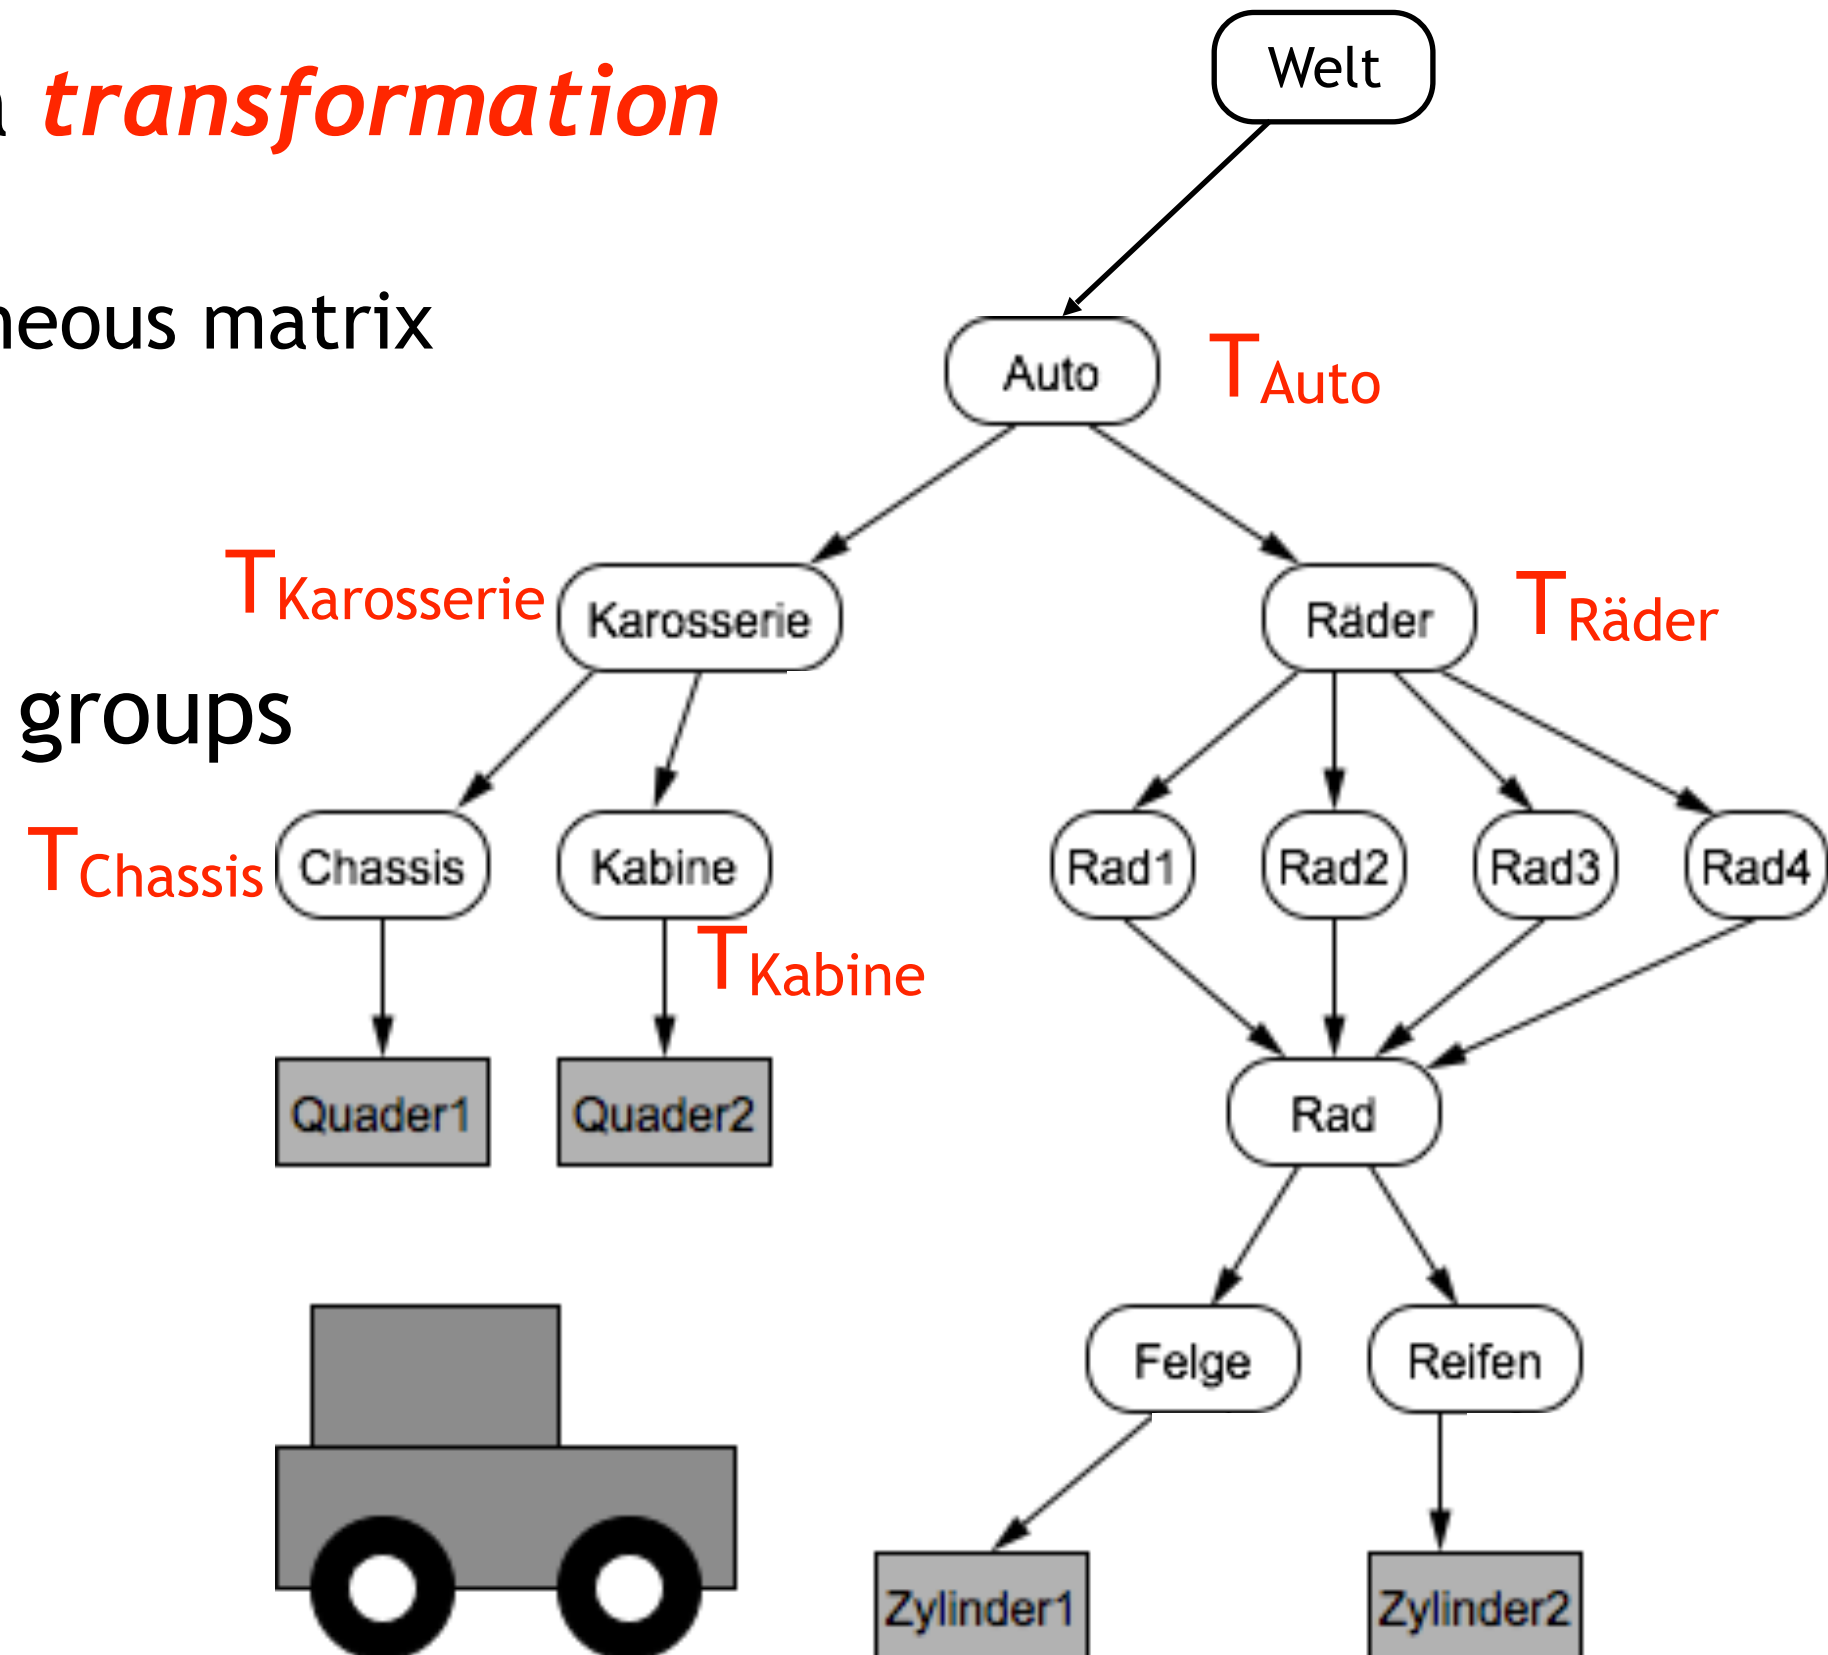 transformation
Welt
neous matrix
Auto
TAuto
TKarosserie
Karosserie
Räder
TRäder
groups
TChassis
Chassis
Kabine
Rad1
Rad2
Rad3
Rad4
TKabine
Quader1
Quader2
Rad
Felge
Reifen
Zylinder1
Zylinder2